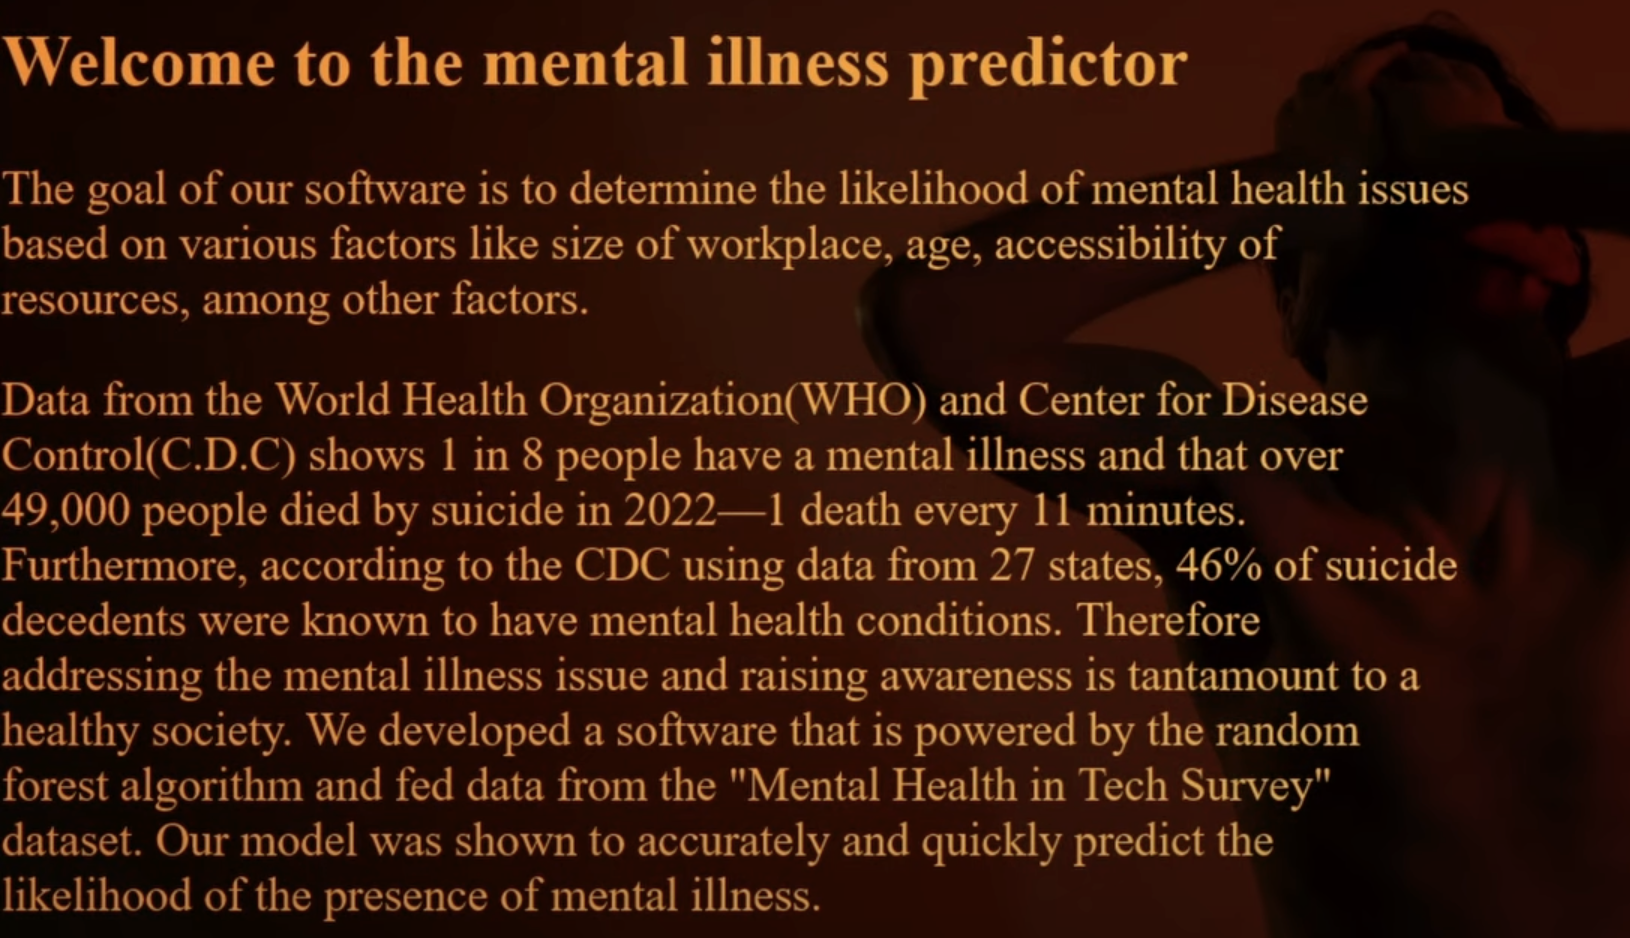 Welcome to the mental illness predictor
The goal of our software is to determine the likelihood of mental health issues
based on various factors like size of workplace, age, accessibility of
resources, among other factors.
Data from the World Health Organization(WHO) and Center for Disease
Control(C.D.C) shows 1 in 8 people have a mental illness and that over
49,000 people died by suicide in 2022—1 death every 11 minutes.
Furthermore, according to the CDC using data from 27 states, 46% of suicide
decedents were known to have mental health conditions. Therefore
addressing the mental illness issue and raising awareness is tantamount to a
healthy society. We developed a software that is powered by the random
forest algorithm and fed data from the "Mental Health in Tech Survey"
dataset. Our model was shown to accurately and quickly predict the
likelihood of the presence of mental illness.